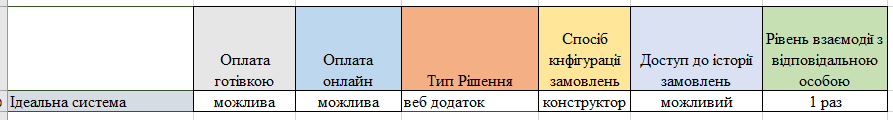 Оплата готівкою
Оплата онлайн
Тип Рішення
Спосіб кнфігурації замовлень
Доступ до історії замовлень
Рівень взаємодії з відповідальною особою
Ідеальна система
можлива
можлива
веб додаток
конструктор
можливий
1 раз